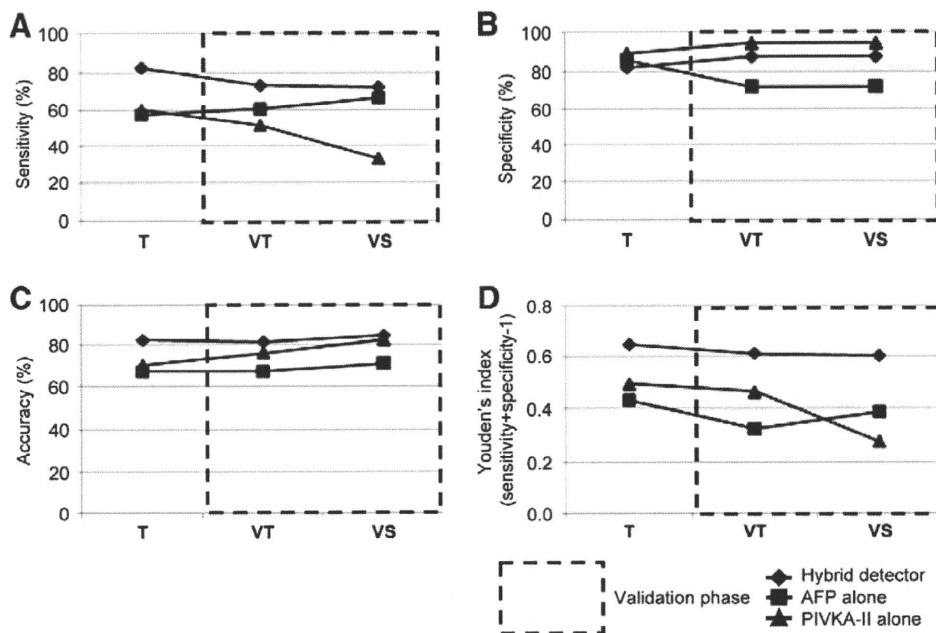 A
100
80
60
40
20
0
Sensitivity (%)
T VT VS
B
100
80
60
40
20
0
Specificity (%)
T VT VS
C
100
80
60
40
20
0
Accuracy (%)
T VT VS
D
0.8
0.6
0.4
0.2
0.0
Youden's index
(sensitivity+specificity-1)
T VT VS
Validation phase
Hybrid detector
AFP alone
PIVKA-II alone